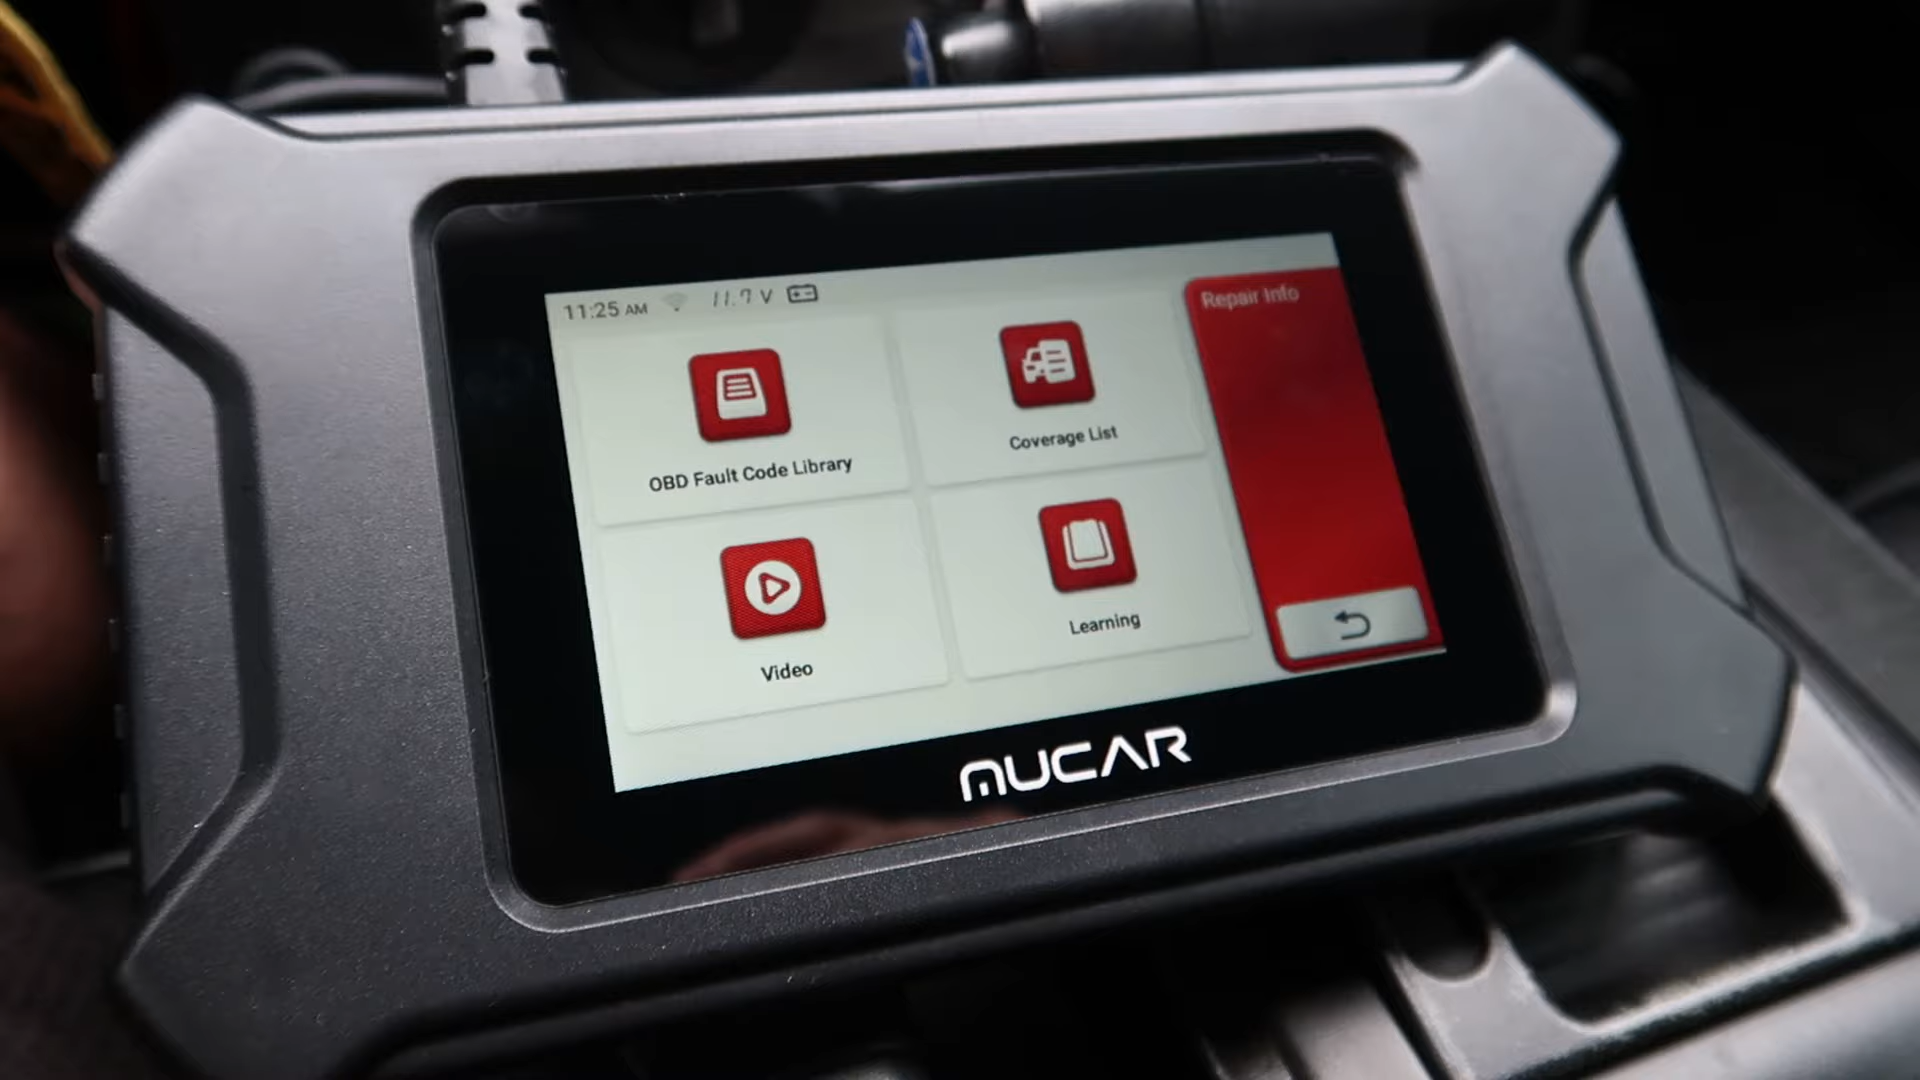 11:25 AM 11.7 V
Repair Info
OBD Fault Code Library
Coverage List
Video
Learning
MUCAR